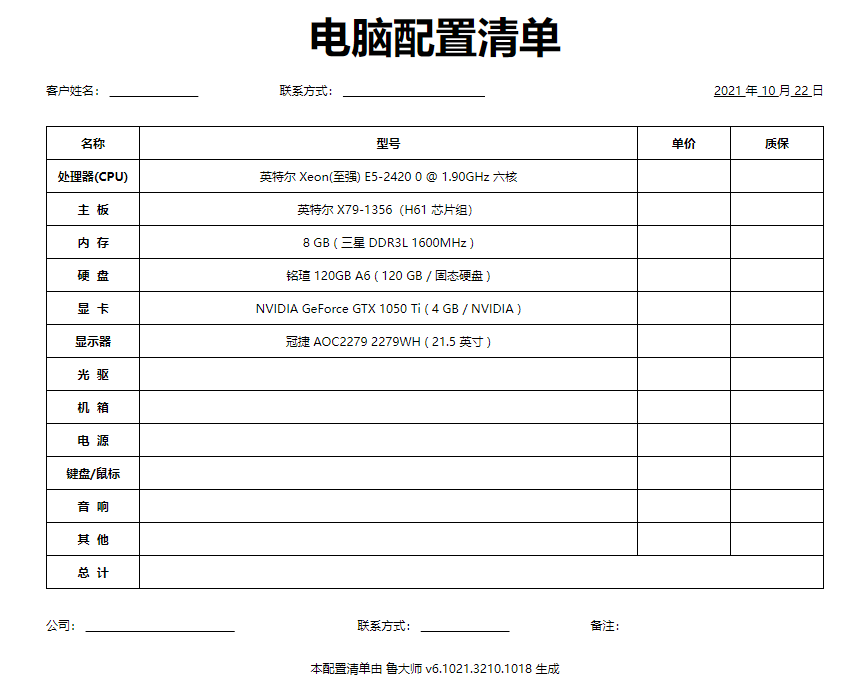 电脑配置清单
客户姓名： 联系方式： 2021 年 10 月 22 日
名称 型号 单价 质保
处理器(CPU) 英特尔 Xeon(至强) E5-2420 0 @ 1.90GHz 六核
主 板 英特尔 X79-1356（H61 芯片组）
内 存 8 GB ( 三星 DDR3L 1600MHz )
硬 盘 铭瑄 120GB A6 ( 120 GB / 固态硬盘 )
显 卡 NVIDIA GeForce GTX 1050 Ti ( 4 GB / NVIDIA )
显示器 冠捷 AOC2279 2279WH ( 21.5 英寸 )
光 驱
机 箱
电 源
键盘/鼠标
音 响
其 他
总 计
公司： 联系方式： 备注：
本配置清单由 鲁大师 v6.1021.3210.1018 生成